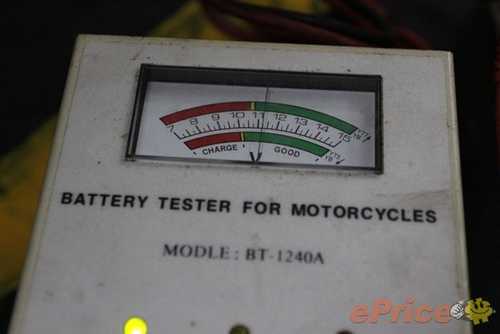 7 8 9 10 11 12 13 14 15
CHARGE GOOD
BATTERY TESTER FOR MOTORCYCLES
MODLE : BT-1240A
ePrice